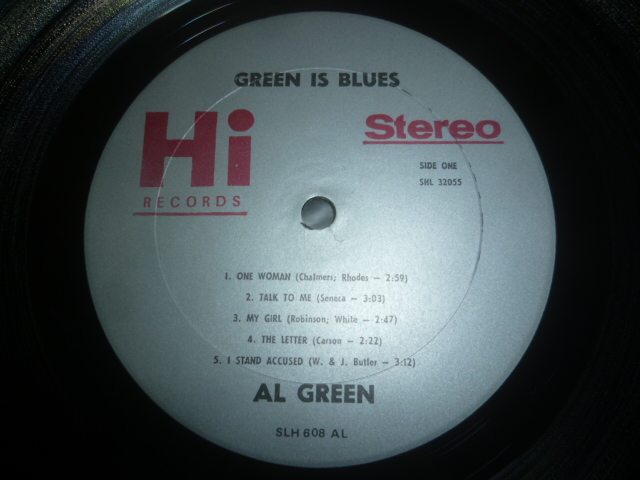 GREEN IS BLUES
Hi
RECORDS
Stereo
SIDE ONE
SHL 32055
1. ONE WOMAN (Chalmers; Rhodes — 2:59)
2. TALK TO ME (Seneca — 3:03)
3. MY GIRL (Robinson; White — 2:47)
4. THE LETTER (Carson — 2:22)
5. I STAND ACCUSED (W. & J. Butler — 3:12)
AL GREEN
SLH 608 AL